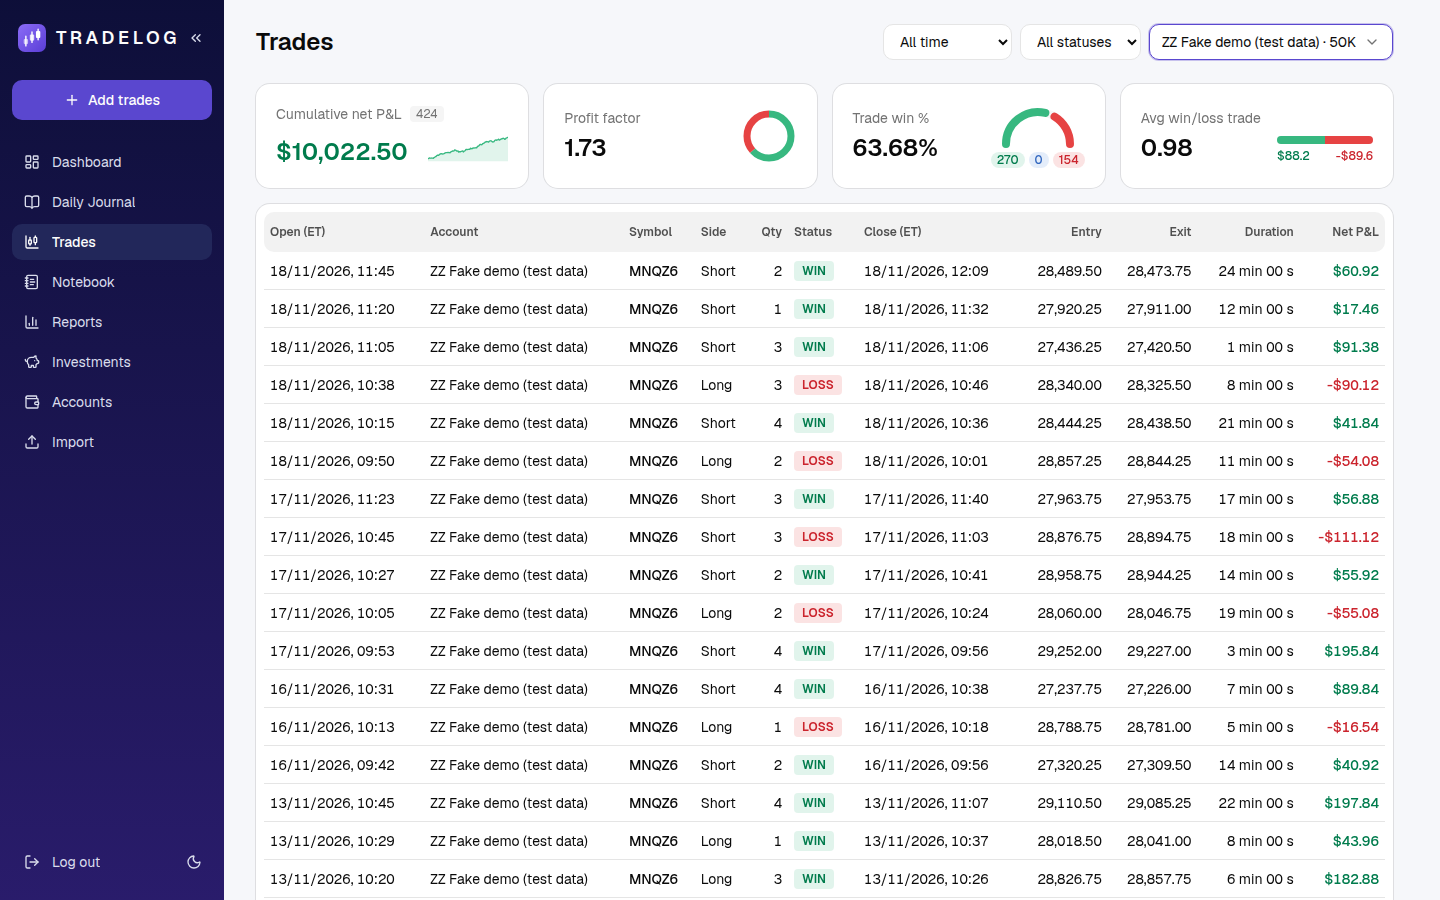 TRADELOG
Add trades
Dashboard
Daily Journal
Trades
Notebook
Reports
Investments
Accounts
Import
Log out
Trades
All time
All statuses
ZZ Fake demo (test data) · 50K
Cumulative net P&L 424
$10,022.50
Profit factor
1.73
Trade win %
63.68%
270 0 154
Avg win/loss trade
0.98
$88.2 -$89.6
Open (ET) Account Symbol Side Qty Status Close (ET) Entry Exit Duration Net P&L
18/11/2026, 11:45 ZZ Fake demo (test data) MNQZ6 Short 2 WIN 18/11/2026, 12:09 28,489.50 28,473.75 24 min 00 s $60.92
18/11/2026, 11:20 ZZ Fake demo (test data) MNQZ6 Short 1 WIN 18/11/2026, 11:32 27,920.25 27,911.00 12 min 00 s $17.46
18/11/2026, 11:05 ZZ Fake demo (test data) MNQZ6 Short 3 WIN 18/11/2026, 11:06 27,436.25 27,420.50 1 min 00 s $91.38
18/11/2026, 10:38 ZZ Fake demo (test data) MNQZ6 Long 3 LOSS 18/11/2026, 10:46 28,340.00 28,325.50 8 min 00 s -$90.12
18/11/2026, 10:15 ZZ Fake demo (test data) MNQZ6 Short 4 WIN 18/11/2026, 10:36 28,444.25 28,438.50 21 min 00 s $41.84
18/11/2026, 09:50 ZZ Fake demo (test data) MNQZ6 Long 2 LOSS 18/11/2026, 10:01 28,857.25 28,844.25 11 min 00 s -$54.08
17/11/2026, 11:23 ZZ Fake demo (test data) MNQZ6 Short 3 WIN 17/11/2026, 11:40 27,963.75 27,953.75 17 min 00 s $56.88
17/11/2026, 10:45 ZZ Fake demo (test data) MNQZ6 Short 3 LOSS 17/11/2026, 11:03 28,876.75 28,894.75 18 min 00 s -$111.12
17/11/2026, 10:27 ZZ Fake demo (test data) MNQZ6 Short 2 WIN 17/11/2026, 10:41 28,958.75 28,944.25 14 min 00 s $55.92
17/11/2026, 10:05 ZZ Fake demo (test data) MNQZ6 Long 2 LOSS 17/11/2026, 10:24 28,060.00 28,046.75 19 min 00 s -$55.08
17/11/2026, 09:53 ZZ Fake demo (test data) MNQZ6 Short 4 WIN 17/11/2026, 09:56 29,252.00 29,227.00 3 min 00 s $195.84
16/11/2026, 10:31 ZZ Fake demo (test data) MNQZ6 Short 4 WIN 16/11/2026, 10:38 27,237.75 27,226.00 7 min 00 s $89.84
16/11/2026, 10:13 ZZ Fake demo (test data) MNQZ6 Long 1 LOSS 16/11/2026, 10:18 28,788.75 28,781.00 5 min 00 s -$16.54
16/11/2026, 09:42 ZZ Fake demo (test data) MNQZ6 Short 2 WIN 16/11/2026, 09:56 27,320.25 27,309.50 14 min 00 s $40.92
13/11/2026, 10:45 ZZ Fake demo (test data) MNQZ6 Short 4 WIN 13/11/2026, 11:07 29,110.50 29,085.25 22 min 00 s $197.84
13/11/2026, 10:29 ZZ Fake demo (test data) MNQZ6 Long 1 WIN 13/11/2026, 10:37 28,018.50 28,041.00 8 min 00 s $43.96
13/11/2026, 10:20 ZZ Fake demo (test data) MNQZ6 Long 3 WIN 13/11/2026, 10:26 28,826.75 28,857.75 6 min 00 s $182.88